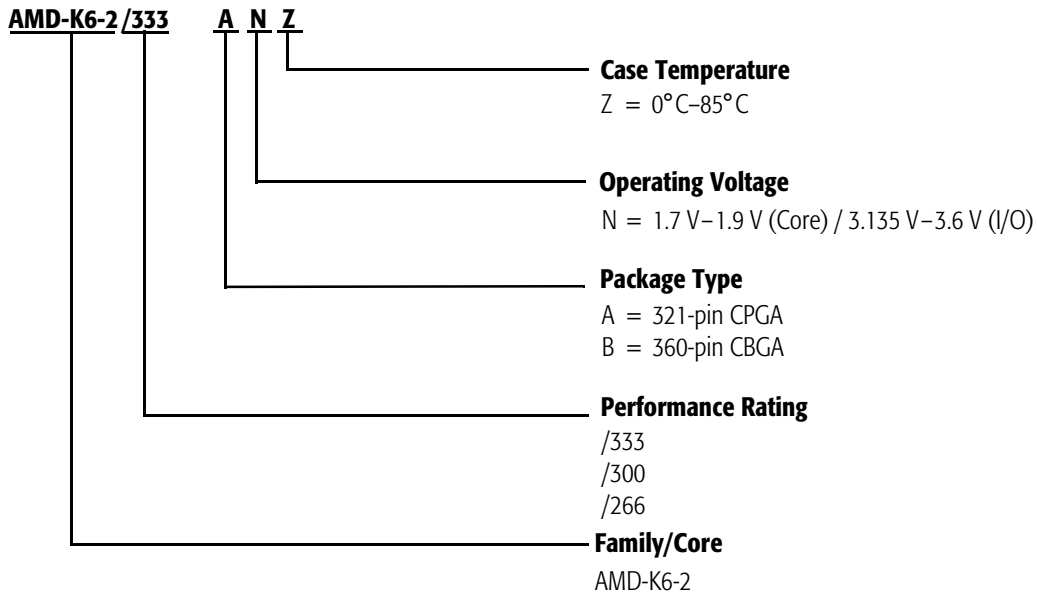 AMD-K6-2 /333 A N Z
Case Temperature
Z = 0°C–85°C
Operating Voltage
N = 1.7 V–1.9 V (Core) / 3.135 V–3.6 V (I/O)
Package Type
A = 321-pin CPGA
B = 360-pin CBGA
Performance Rating
/333
/300
/266
Family/Core
AMD-K6-2